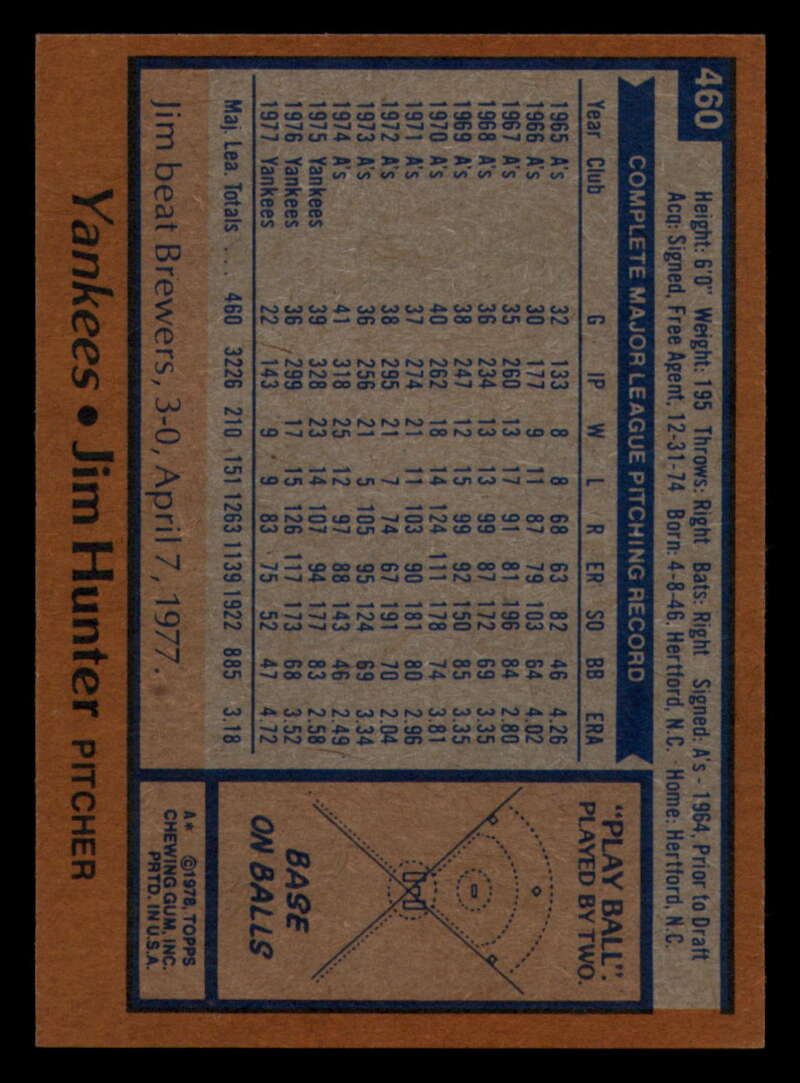 460
Height: 6'0" Weight: 195 Throws: Right Bats: Right Signed: A's - 1964, Prior to Draft
Acq: Signed, Free Agent, 12-31-74 Born: 4-8-46, Hertford, N.C. - Home: Hertford, N.C.
COMPLETE MAJOR LEAGUE PITCHING RECORD
Year Club G IP W L R ER SO BB ERA
1965 A's 32 133 8 8 68 63 82 46 4.26
1966 A's 30 177 9 11 87 79 103 64 4.02
1967 A's 35 260 13 17 91 81 196 84 2.80
1968 A's 36 234 13 13 99 87 172 69 3.35
1969 A's 38 247 12 15 99 92 150 85 3.35
1970 A's 40 262 18 14 124 111 178 74 3.81
1971 A's 37 274 21 11 103 90 181 80 2.96
1972 A's 38 295 21 7 74 67 191 70 2.04
1973 A's 36 256 21 5 105 95 124 69 3.34
1974 A's 41 318 25 12 97 88 143 46 2.49
1975 Yankees 39 328 23 14 107 94 177 83 2.58
1976 Yankees 36 299 17 15 126 117 173 68 3.52
1977 Yankees 22 143 9 9 83 75 52 47 4.72
Maj. Lea. Totals .... 460 3226 210 151 1263 1139 1922 885 3.18
Jim beat Brewers, 3-0, April 7, 1977.
"PLAY BALL":
PLAYED BY TWO.
BASE
ON BALLS
A* ©1978, TOPPS
CHEWING GUM, INC.
PRTD. IN U.S.A.
Yankees • Jim Hunter PITCHER